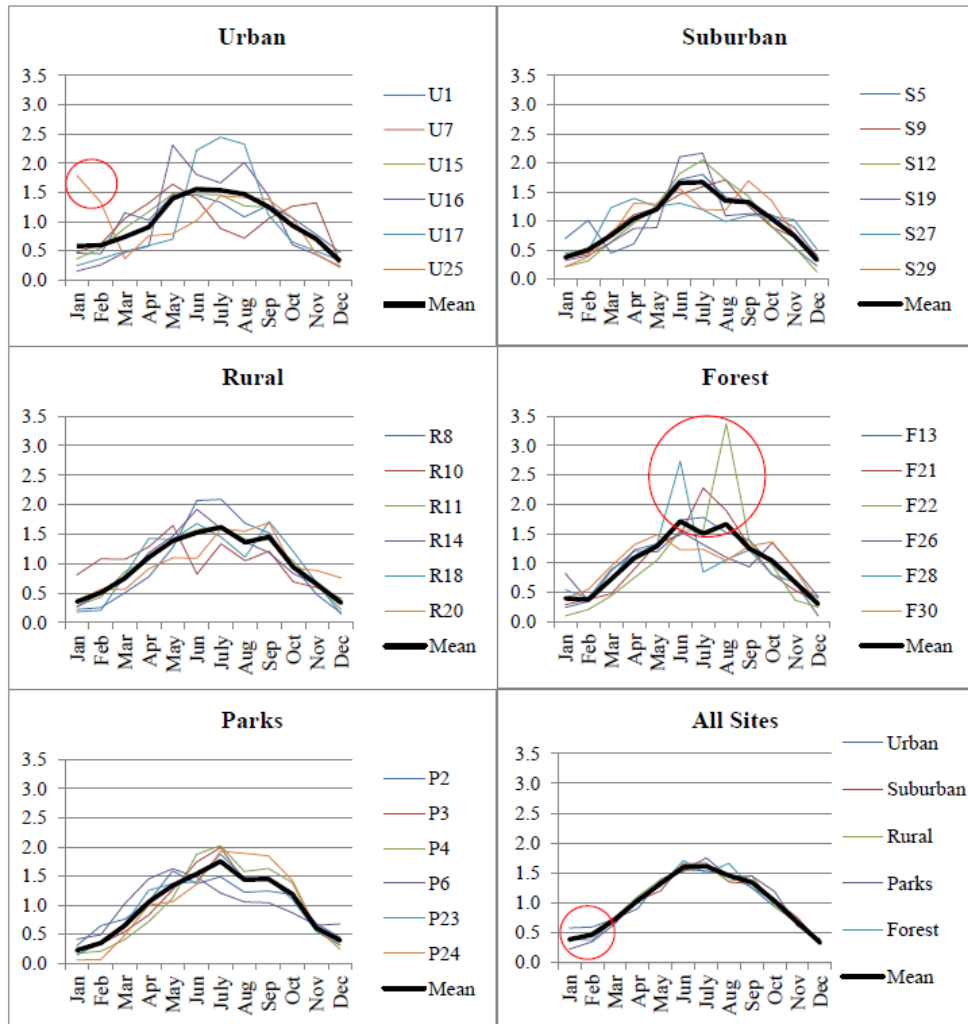 Urban
3.5
3.0
2.5
2.0
1.5
1.0
0.5
0.0
Jan
Feb
Mar
Apr
May
Jun
July
Aug
Sep
Oct
Nov
Dec
U1
U7
U15
U16
U17
U25
Mean
Suburban
3.5
3.0
2.5
2.0
1.5
1.0
0.5
0.0
Jan
Feb
Mar
Apr
May
Jun
July
Aug
Sep
Oct
Nov
Dec
S5
S9
S12
S19
S27
S29
Mean
Rural
3.5
3.0
2.5
2.0
1.5
1.0
0.5
0.0
Jan
Feb
Mar
Apr
May
Jun
July
Aug
Sep
Oct
Nov
Dec
R8
R10
R11
R14
R18
R20
Mean
Forest
3.5
3.0
2.5
2.0
1.5
1.0
0.5
0.0
Jan
Feb
Mar
Apr
May
Jun
July
Aug
Sep
Oct
Nov
Dec
F13
F21
F22
F26
F28
F30
Mean
Parks
3.5
3.0
2.5
2.0
1.5
1.0
0.5
0.0
Jan
Feb
Mar
Apr
May
Jun
July
Aug
Sep
Oct
Nov
Dec
P2
P3
P4
P6
P23
P24
Mean
All Sites
3.5
3.0
2.5
2.0
1.5
1.0
0.5
0.0
Jan
Feb
Mar
Apr
May
Jun
July
Aug
Sep
Oct
Nov
Dec
Urban
Suburban
Rural
Parks
Forest
Mean